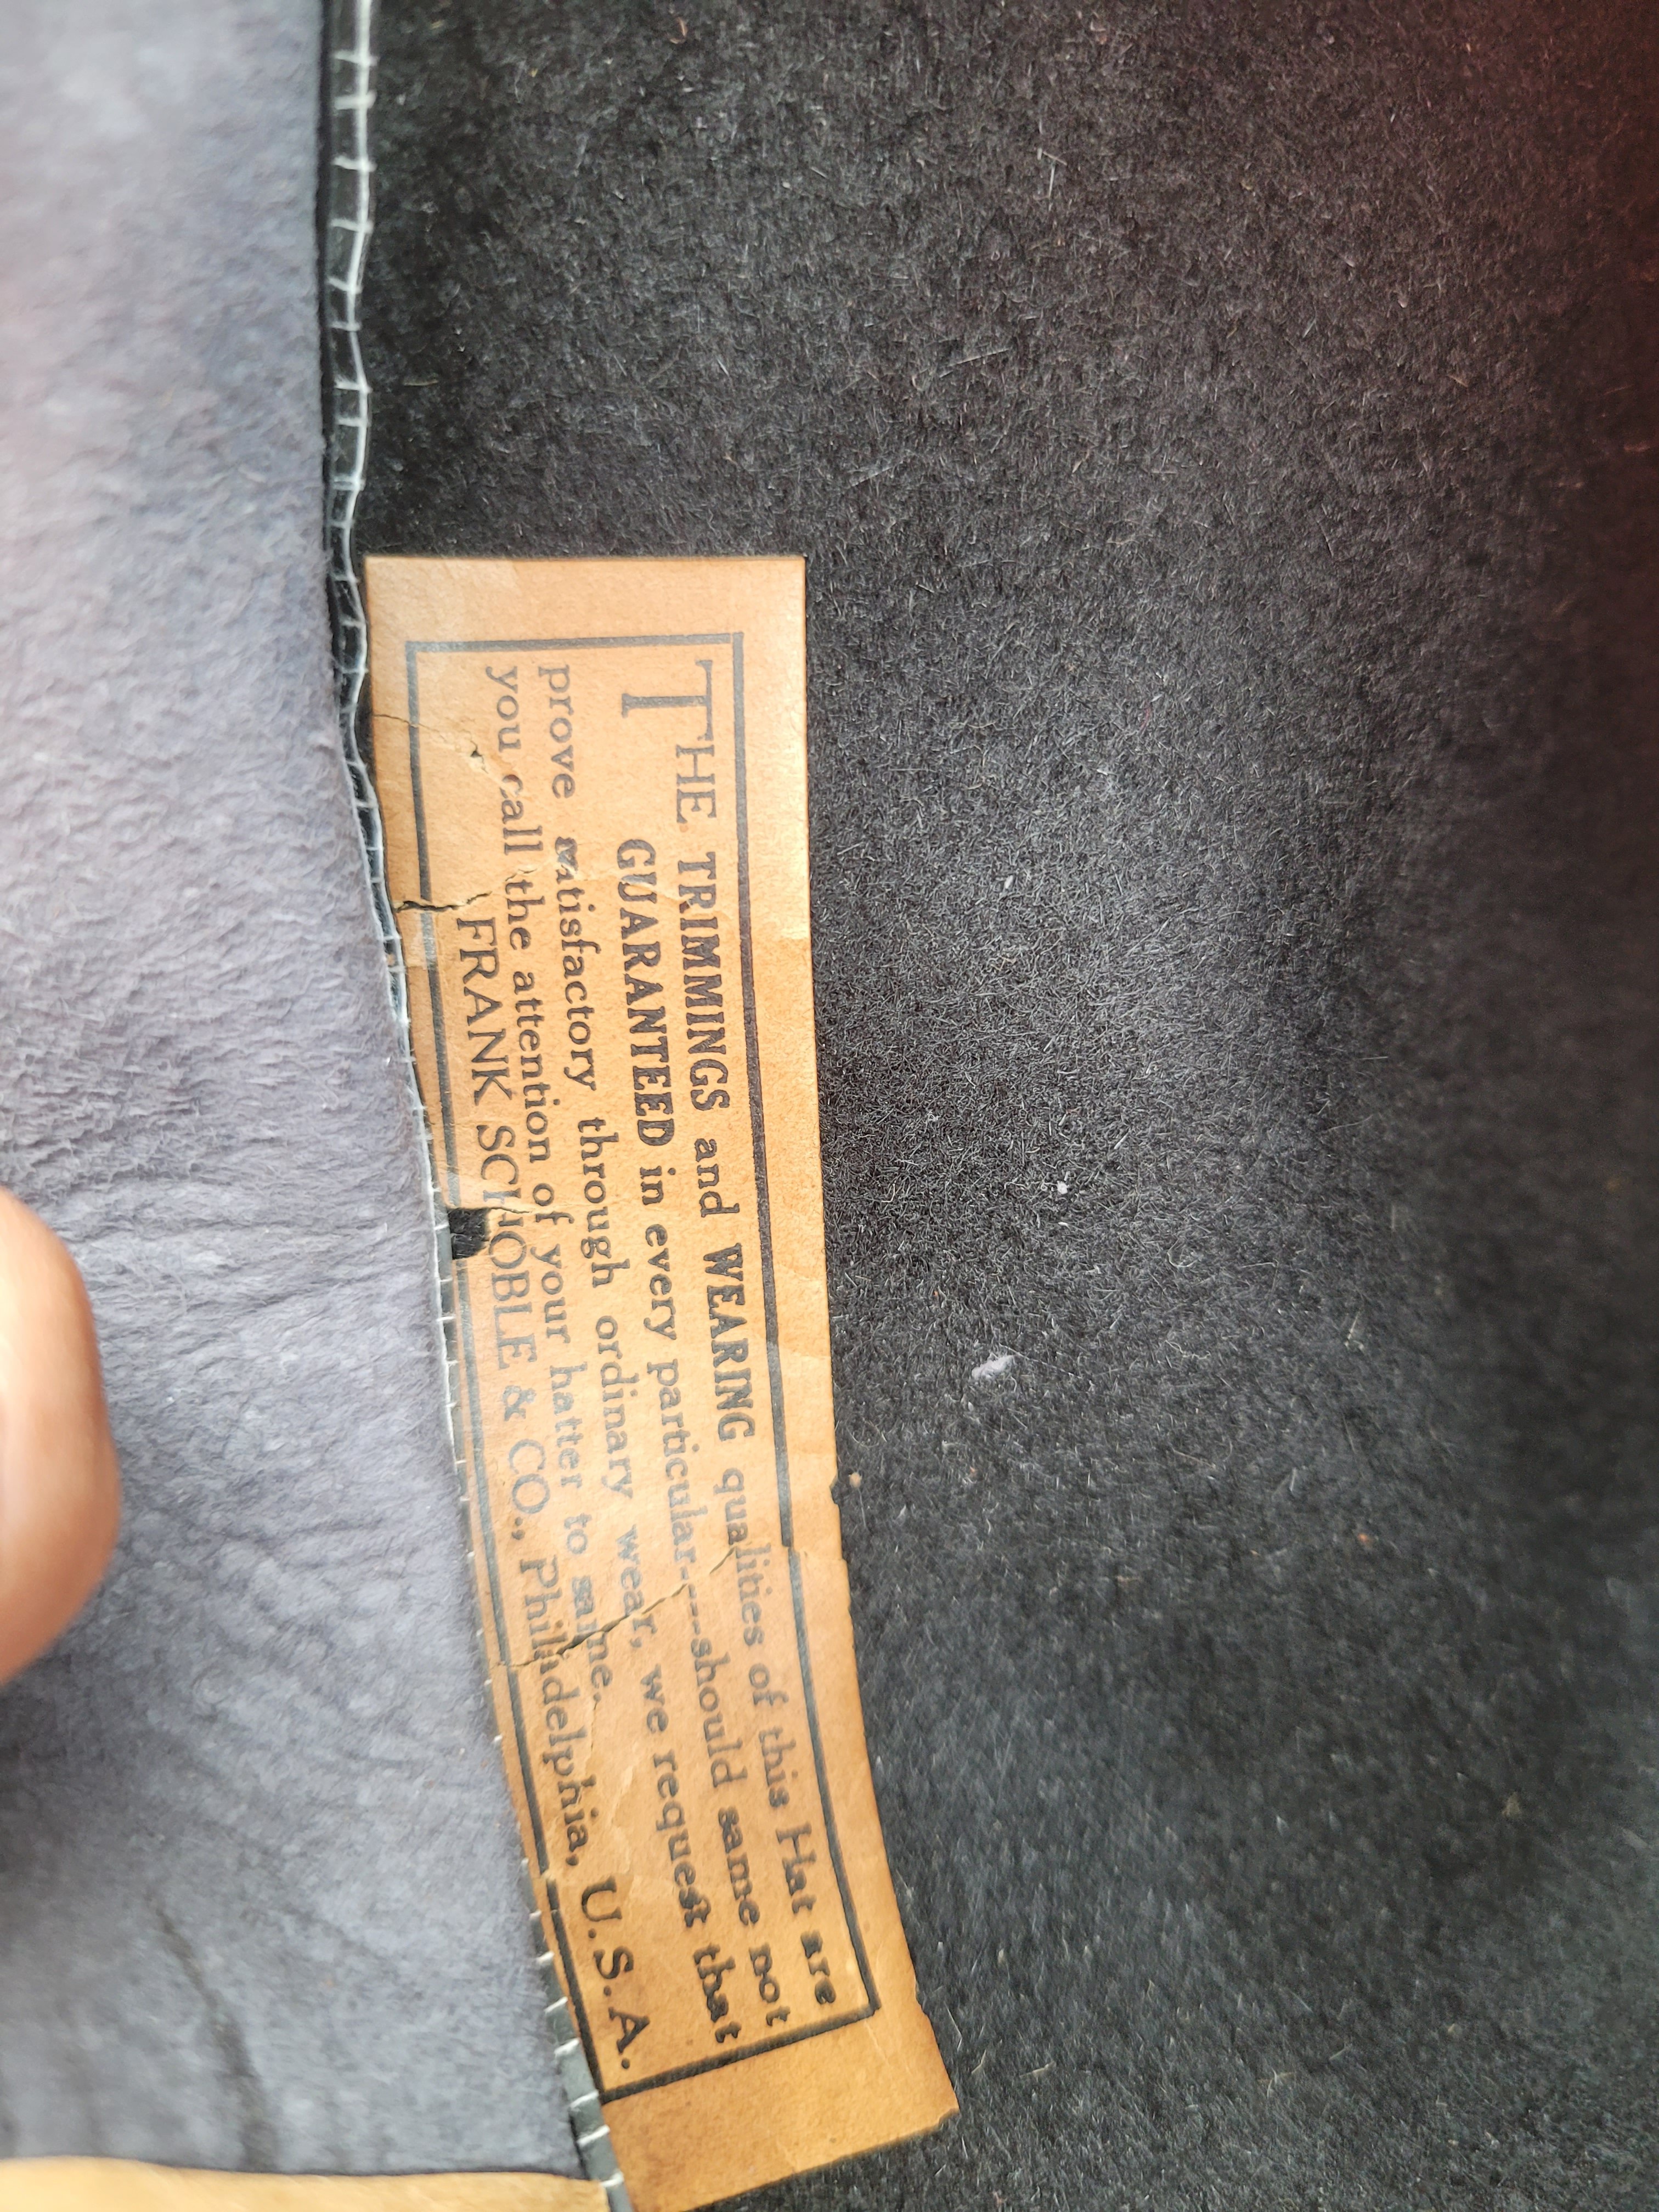 THE TRIMMINGS and WEARING qualities of this Hat are
GUARANTEED in every particular----should same not
prove satisfactory through ordinary wear, we request that
you call the attention of your hatter to same.
FRANK SCHOBLE & CO., Philadelphia, U.S.A.